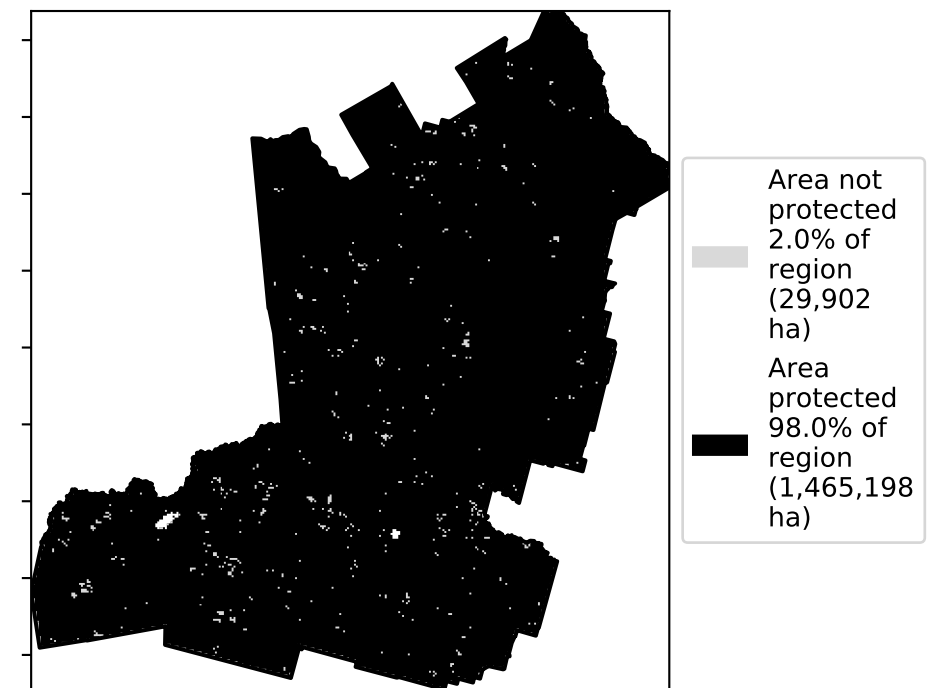 Area not
protected
2.0% of
region
(29,902
ha)
Area
protected
98.0% of
region
(1,465,198
ha)